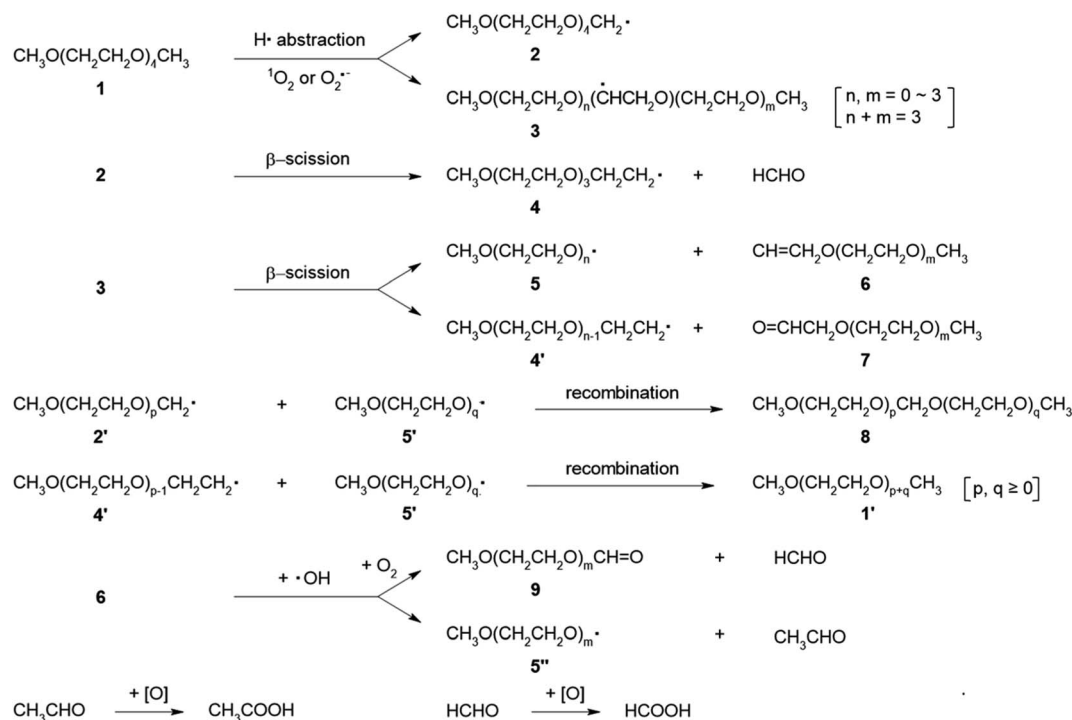 CH₃O(CH₂CH₂O)₄CH₃
1
H• abstraction
¹O₂ or O₂•⁻
CH₃O(CH₂CH₂O)₄CH₂•
2
CH₃O(CH₂CH₂O)ₙ(ĊHCH₂O)(CH₂CH₂O)ₘCH₃
3
[n, m = 0 ~ 3
n + m = 3]
2
β–scission
CH₃O(CH₂CH₂O)₃CH₂CH₂• + HCHO
4
3
β–scission
CH₃O(CH₂CH₂O)ₙ• + CH=CH₂O(CH₂CH₂O)ₘCH₃
5 6
CH₃O(CH₂CH₂O)ₙ₋₁CH₂CH₂• + O=CHCH₂O(CH₂CH₂O)ₘCH₃
4' 7
CH₃O(CH₂CH₂O)ₚCH₂• + CH₃O(CH₂CH₂O)q• recombination CH₃O(CH₂CH₂O)ₚCH₂O(CH₂CH₂O)qCH₃
2' 5' 8
CH₃O(CH₂CH₂O)ₚ₋₁CH₂CH₂• + CH₃O(CH₂CH₂O)q.• recombination CH₃O(CH₂CH₂O)ₚ₊qCH₃ [p, q ≥ 0]
4' 5' 1'
6
+ •OH
+ O₂
CH₃O(CH₂CH₂O)ₘCH=O + HCHO
9
CH₃O(CH₂CH₂O)ₘ• + CH₃CHO
5"
CH₃CHO + [O] CH₃COOH HCHO + [O] HCOOH .